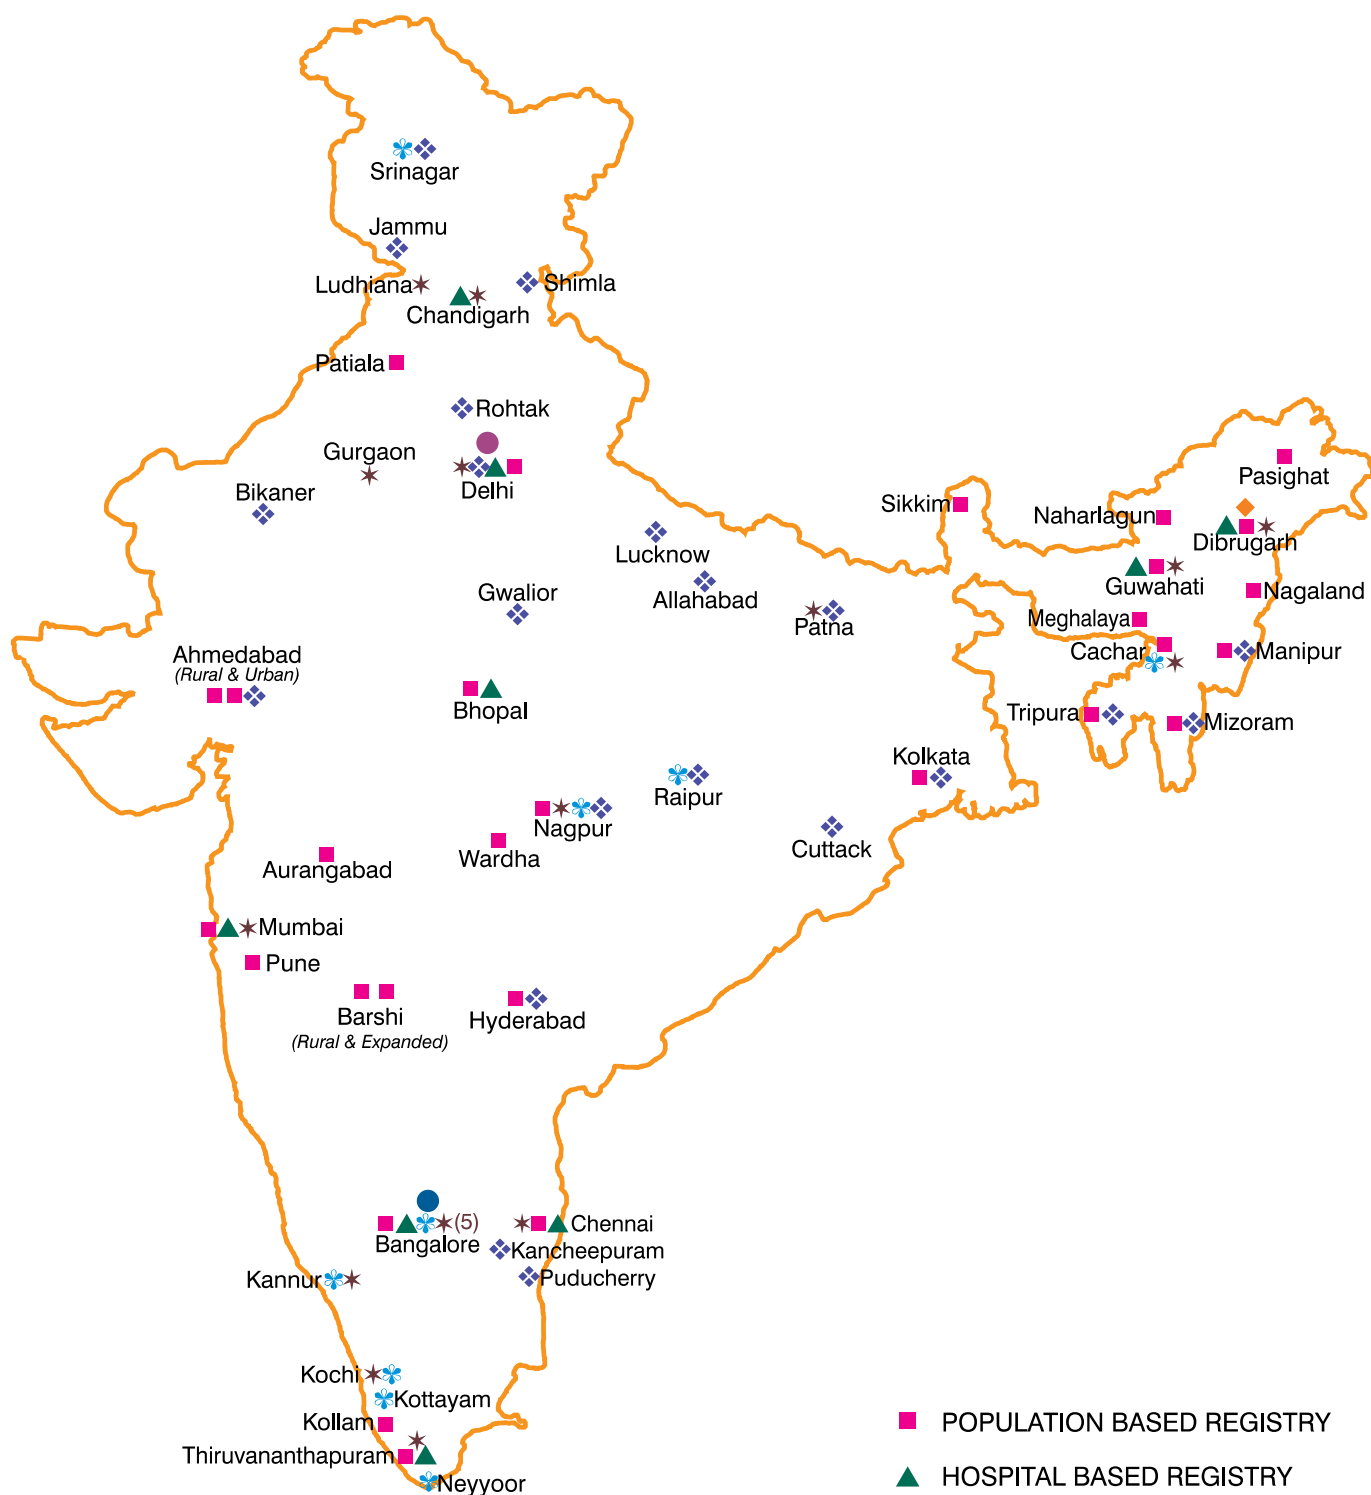 Srinagar
Jammu
Ludhiana
Shimla
Chandigarh
Patiala
Rohtak
Gurgaon
Delhi
Bikaner
Pasighat
Sikkim
Naharlagun
Dibrugarh
Lucknow
Allahabad
Guwahati
Nagaland
Gwalior
Patna
Meghalaya
Cachar
Manipur
Ahmedabad
(Rural & Urban)
Bhopal
Tripura
Mizoram
Kolkata
Raipur
Nagpur
Wardha
Cuttack
Aurangabad
Mumbai
Pune
Barshi
(Rural & Expanded)
Hyderabad
(5)
Bangalore
Chennai
Kancheepuram
Puducherry
Kannur
Kochi
Kottayam
Kollam
Thiruvananthapuram
Neyyoor
POPULATION BASED REGISTRY
HOSPITAL BASED REGISTRY